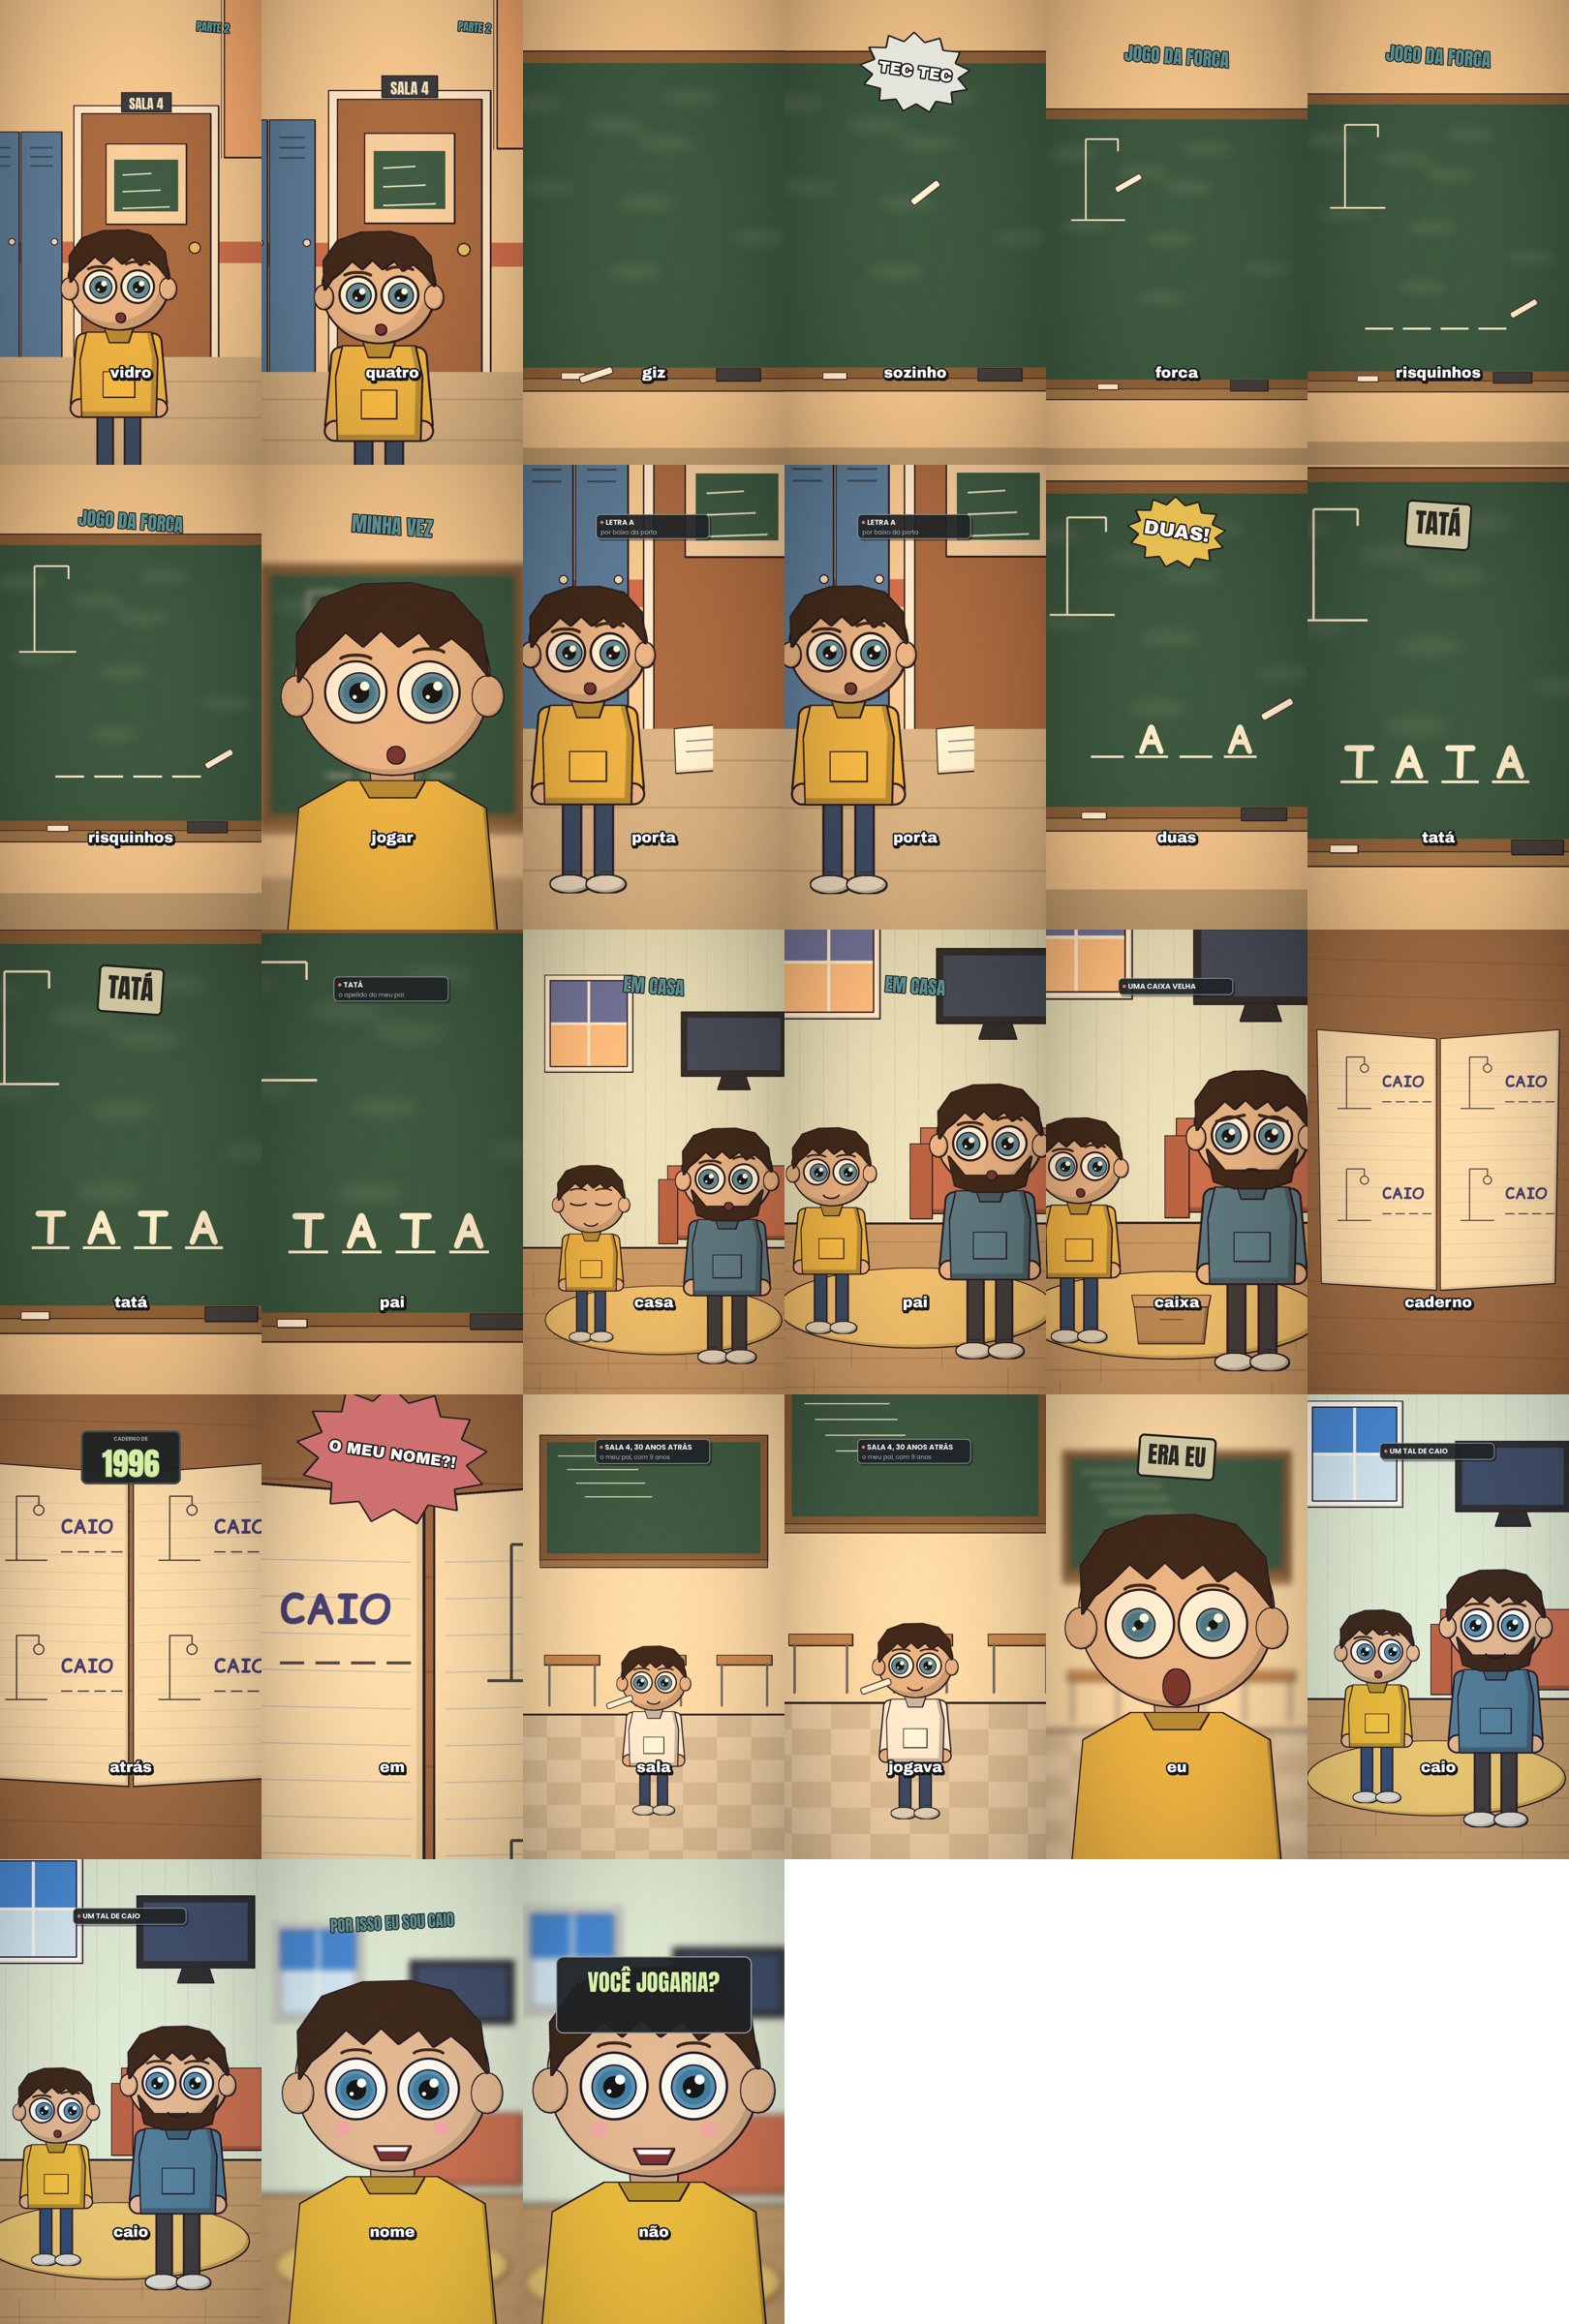 PARTE 2
SALA 4
vidro
PARTE 2
SALA 4
quatro
giz
TEC TEC
sozinho
JOGO DA FORCA
forca
JOGO DA FORCA
risquinhos
JOGO DA FORCA
risquinhos
MINHA VEZ
jogar
LETRA A
por baixo da porta
porta
LETRA A
por baixo da porta
porta
DUAS!
A A
duas
TATÁ
TATA
tatá
TATÁ
TATA
tatá
TATÁ
o apelido do meu pai
TATA
pai
EM CASA
casa
EM CASA
pai
UMA CAIXA VELHA
caixa
CAIO
CAIO
CAIO
CAIO
caderno
CADERNO DE
1996
CAIO
CAIO
CAIO
CAIO
atrás
O MEU NOME?!
CAIO
em
SALA 4, 30 ANOS ATRÁS
o meu pai, com 9 anos
sala
SALA 4, 30 ANOS ATRÁS
o meu pai, com 9 anos
jogava
ERA EU
eu
UM TAL DE CAIO
caio
UM TAL DE CAIO
caio
POR ISSO EU SOU CAIO
nome
VOCÊ JOGARIA?
não